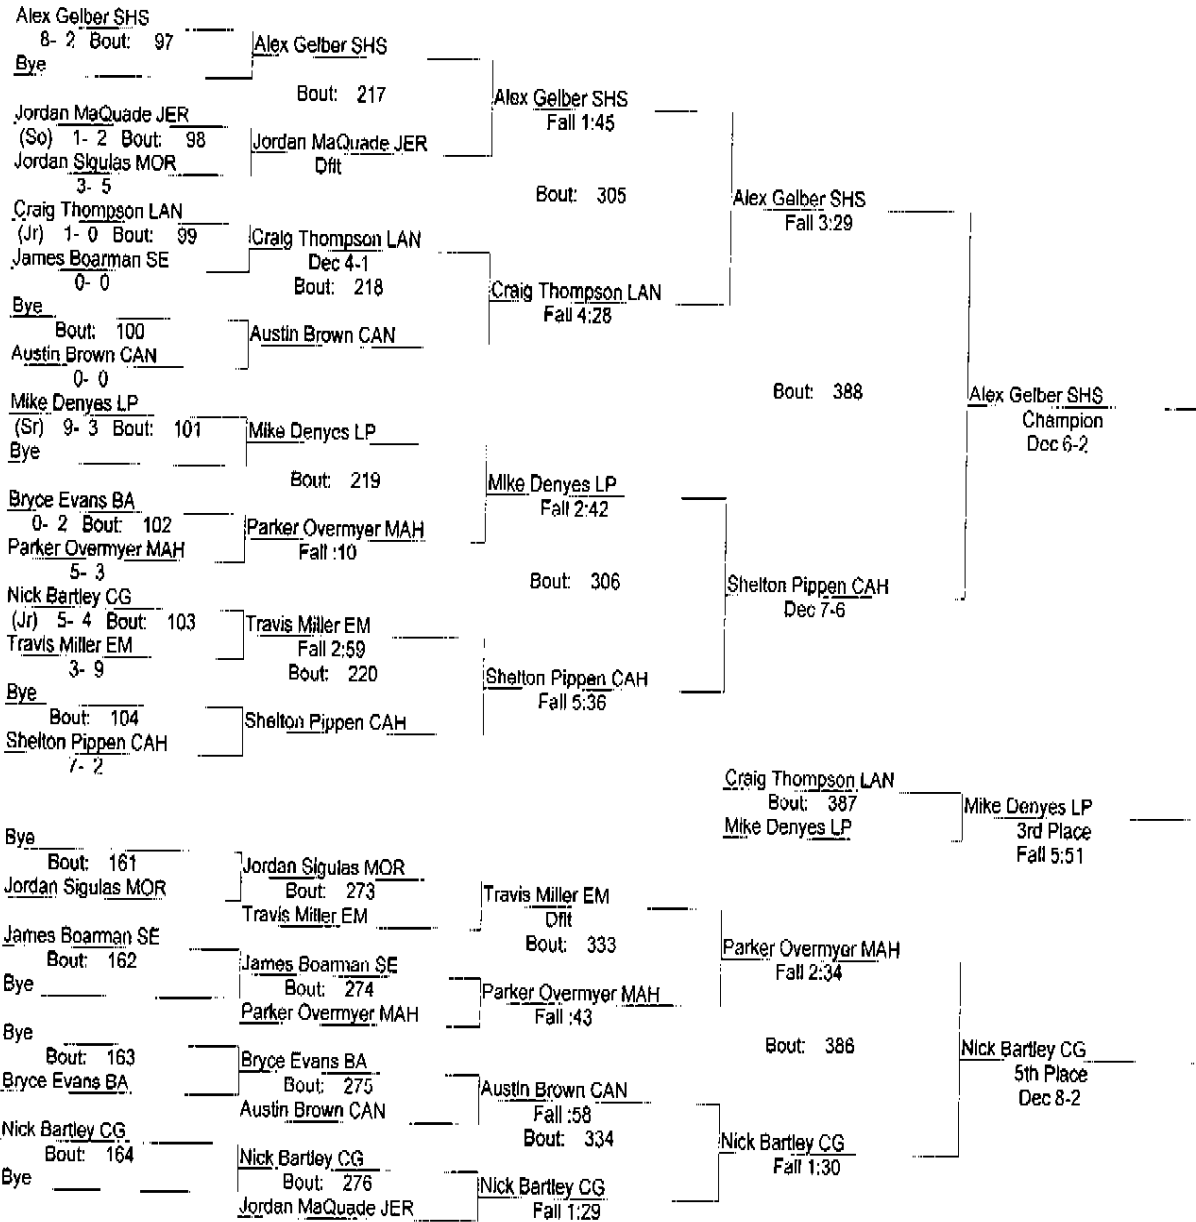 Alex Gelber SHS
8- 2 Bout: 97
Bye
Alex Gelber SHS
Bout: 217
Jordan MaQuade JER
(So) 1- 2 Bout: 98
Jordan Sigulas MOR
3- 5
Jordan MaQuade JER
Dflt
Alex Gelber SHS
Fall 1:45
Bout: 305
Craig Thompson LAN
(Jr) 1- 0 Bout: 99
James Boarman SE
0- 0
Craig Thompson LAN
Dec 4-1
Bout: 218
Bye
Bout: 100
Austin Brown CAN
0- 0
Austin Brown CAN
Craig Thompson LAN
Fall 4:28
Alex Gelber SHS
Fall 3:29
Bout: 388
Alex Gelber SHS
Champion
Dec 6-2
Mike Denyes LP
(Sr) 9- 3 Bout: 101
Bye
Mike Denyes LP
Bout: 219
Bryce Evans BA
0- 2 Bout: 102
Parker Overmyer MAH
5- 3
Parker Overmyer MAH
Fall :10
Mike Denyes LP
Fall 2:42
Bout: 306
Nick Bartley CG
(Jr) 5- 4 Bout: 103
Travis Miller EM
3- 9
Travis Miller EM
Fall 2:59
Bout: 220
Bye
Bout: 104
Shelton Pippen CAH
7- 2
Shelton Pippen CAH
Shelton Pippen CAH
Fall 5:36
Shelton Pippen CAH
Dec 7-6
Craig Thompson LAN
Bout: 387
Mike Denyes LP
Mike Denyes LP
3rd Place
Fall 5:51
Bye
Bout: 161
Jordan Sigulas MOR
Jordan Sigulas MOR
Bout: 273
Travis Miller EM
Travis Miller EM
Dflt
Bout: 333
James Boarman SE
Bout: 162
Bye
James Boarman SE
Bout: 274
Parker Overmyer MAH
Parker Overmyer MAH
Fall :43
Parker Overmyer MAH
Fall 2:34
Bout: 386
Bye
Bout: 163
Bryce Evans BA
Bryce Evans BA
Bout: 275
Austin Brown CAN
Austin Brown CAN
Fall :58
Bout: 334
Nick Bartley CG
Bout: 164
Bye
Nick Bartley CG
Bout: 276
Jordan MaQuade JER
Nick Bartley CG
Fall 1:29
Nick Bartley CG
Fall 1:30
Nick Bartley CG
5th Place
Dec 8-2